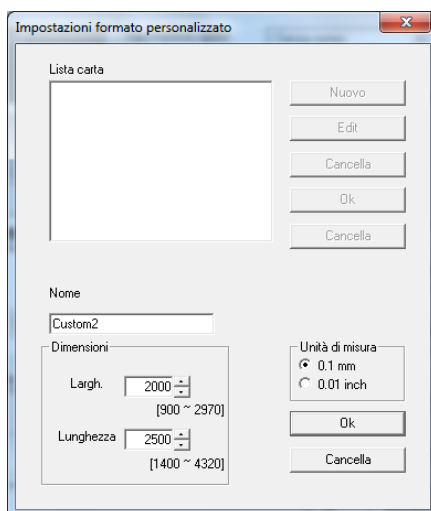 Impostazioni formato personalizzato
Lista carta
Nuovo
Edit
Cancella
Ok
Cancella
Nome
Custom2
Dimensioni
Largh. 2000
[900 ~ 2970]
Lunghezza 2500
[1400 ~ 4320]
Unità di misura
0.1 mm
0.01 inch
Ok
Cancella